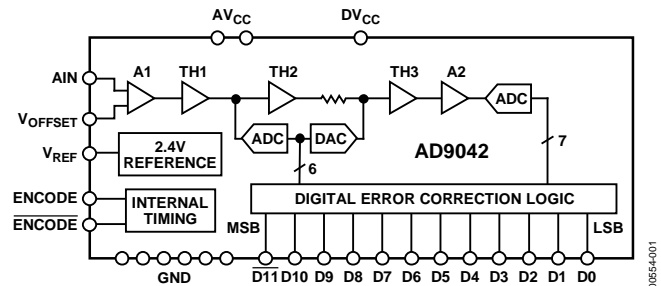 AVCC DVCC
AIN A1 TH1 TH2 TH3 A2
ADC
VOFFSET
ADC DAC AD9042 7
VREF 2.4V
REFERENCE 6
ENCODE INTERNAL
TIMING DIGITAL ERROR CORRECTION LOGIC
ENCODE MSB LSB
GND D11 D10 D9 D8 D7 D6 D5 D4 D3 D2 D1 D0
00554-001